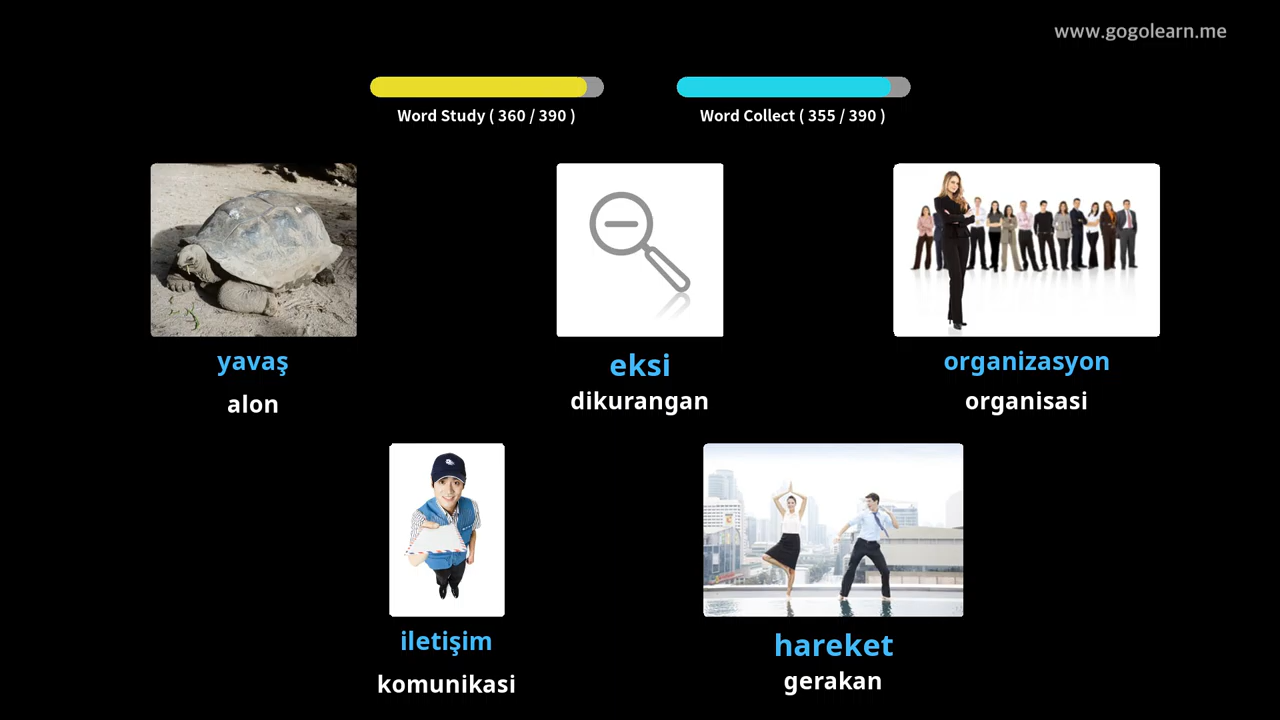 www.gogolearn.me
Word Study ( 360 / 390 )
Word Collect ( 355 / 390 )
yavaş
alon
eksi
dikurangan
organizasyon
organisasi
iletişim
komunikasi
hareket
gerakan